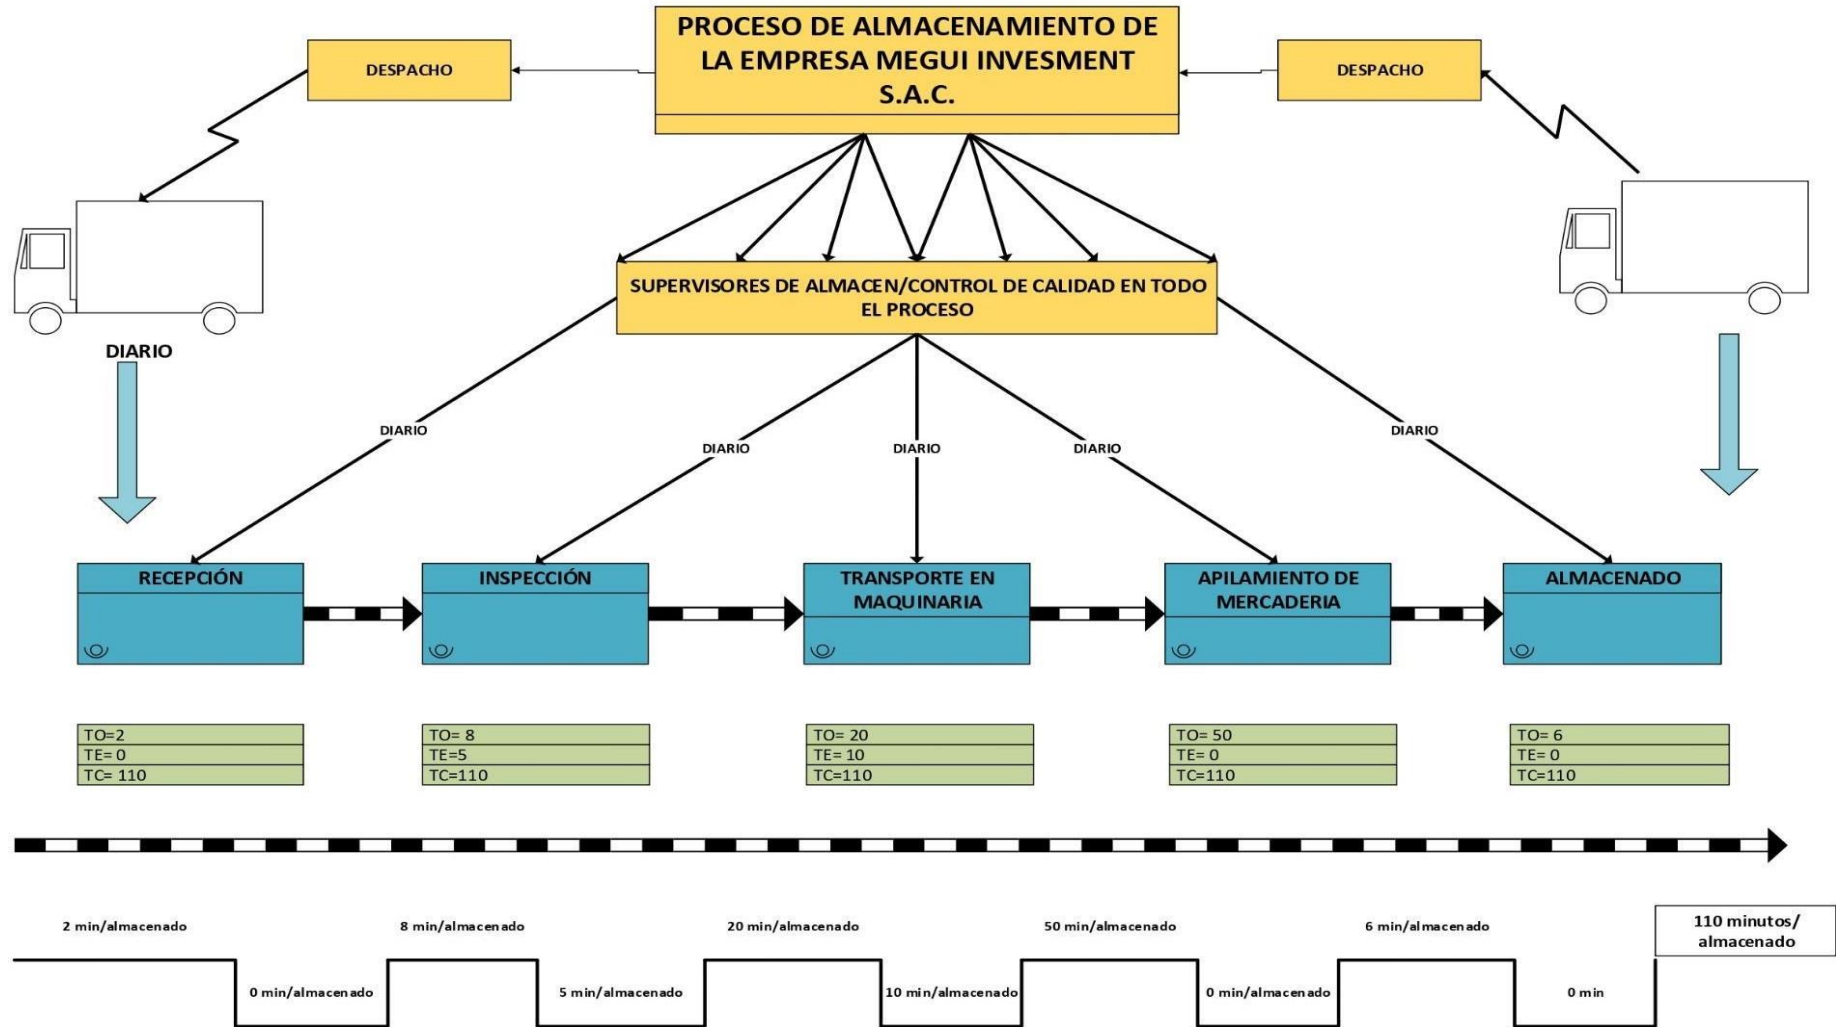 PROCESO DE ALMACENAMIENTO DE
LA EMPRESA MEGUI INVESMENT
S.A.C.
DESPACHO
DESPACHO
SUPERVISORES DE ALMACEN/CONTROL DE CALIDAD EN TODO
EL PROCESO
DIARIO
DIARIO
DIARIO
DIARIO
DIARIO
DIARIO
RECEPCIÓN
INSPECCIÓN
TRANSPORTE EN
MAQUINARIA
APILAMIENTO DE
MERCADERIA
ALMACENADO
TO=2
TE= 0
TC= 110
TO= 8
TE=5
TC=110
TO= 20
TE= 10
TC=110
TO= 50
TE= 0
TC=110
TO= 6
TE= 0
TC=110
2 min/almacenado
8 min/almacenado
20 min/almacenado
50 min/almacenado
6 min/almacenado
110 minutos/
almacenado
0 min/almacenado
5 min/almacenado
10 min/almacenado
0 min/almacenado
0 min